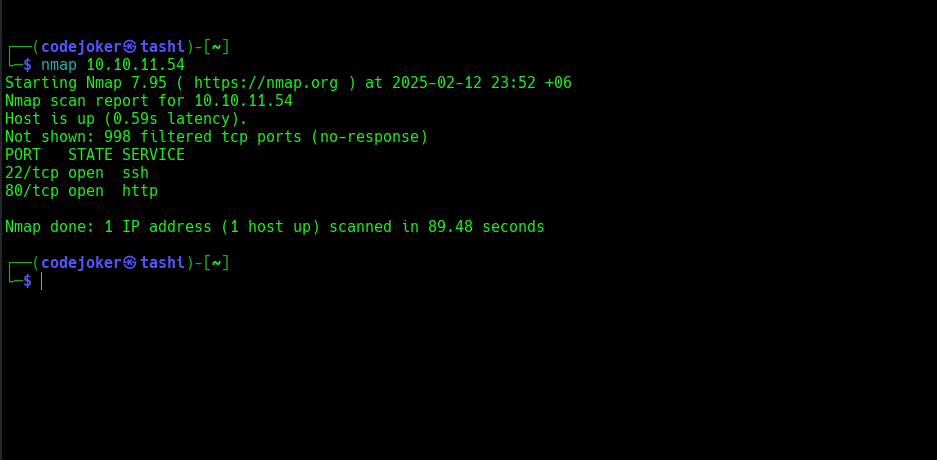 ┌──(codejoker㉿tashi)-[~]
└─$ nmap 10.10.11.54
Starting Nmap 7.95 ( https://nmap.org ) at 2025-02-12 23:52 +06
Nmap scan report for 10.10.11.54
Host is up (0.59s latency).
Not shown: 998 filtered tcp ports (no-response)
PORT   STATE SERVICE
22/tcp open  ssh
80/tcp open  http
Nmap done: 1 IP address (1 host up) scanned in 89.48 seconds
┌──(codejoker㉿tashi)-[~]
└─$